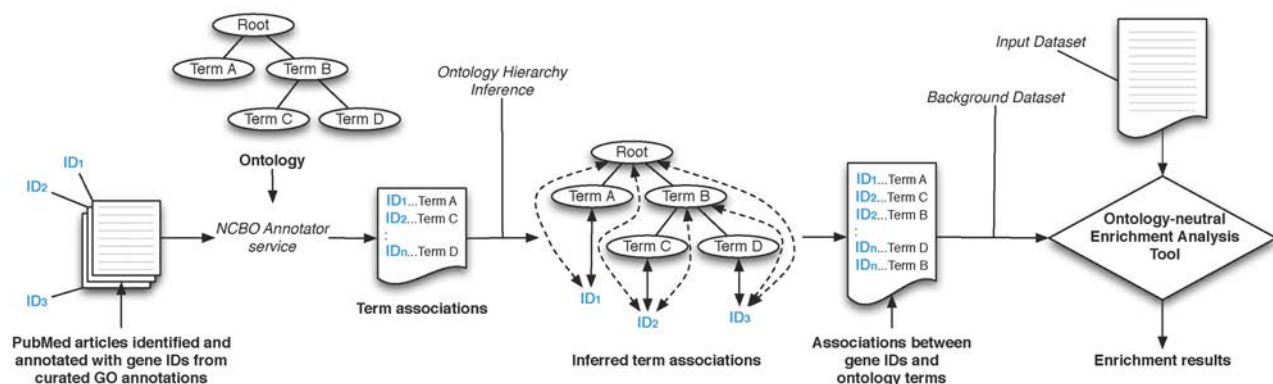 Root
Term A
Term B
Term C
Term D
Ontology
ID1
ID2
ID3
PubMed articles identified and
annotated with gene IDs from
curated GO annotations
NCBO Annotator
service
ID1...Term A
ID2...Term C
:
IDn...Term D
Term associations
Ontology Hierarchy
Inference
Root
Term A
Term B
Term C
Term D
ID1
ID2
ID3
Inferred term associations
ID1...Term A
ID2...Term C
ID2...Term B
:
IDn...Term D
IDn...Term B
Associations between
gene IDs and
ontology terms
Background Dataset
Input Dataset
Ontology-neutral
Enrichment Analysis
Tool
Enrichment results